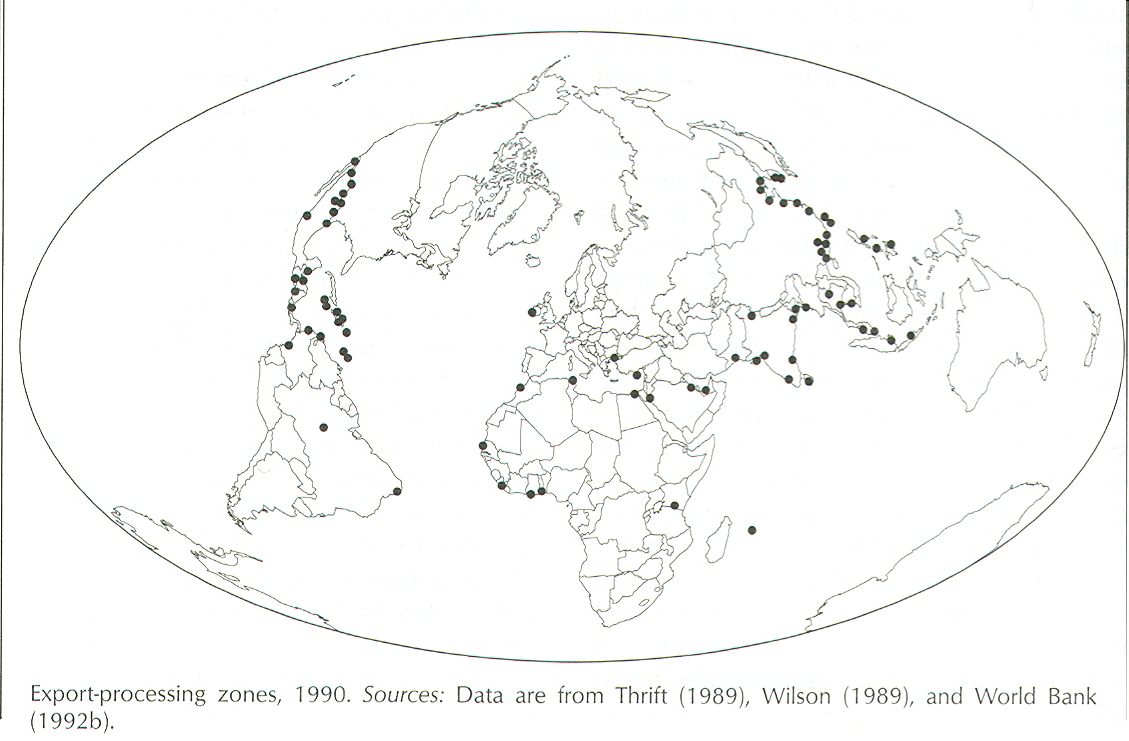 Export-processing zones, 1990. Sources: Data are from Thrift (1989), Wilson (1989), and World Bank
(1992b).